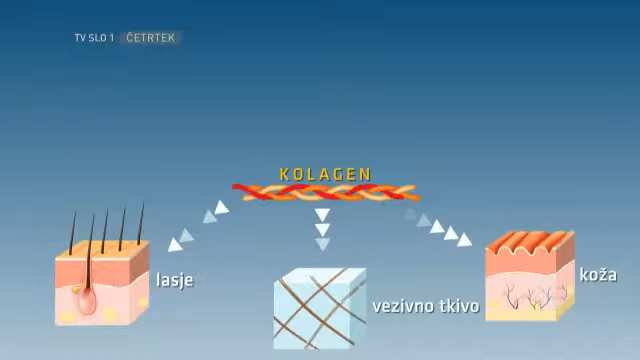 TV SLO 1 ČETRTEK
KOLAGEN
lasje
vezivno tkivo
koža